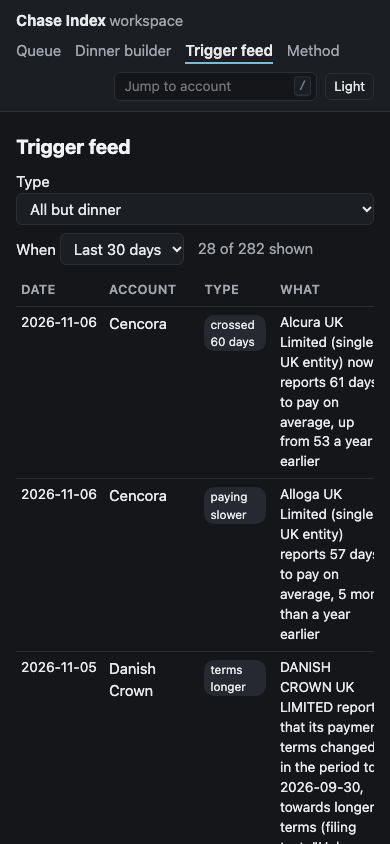 Chase Index workspace
Queue Dinner builder Trigger feed Method
Jump to account / Light
Trigger feed
Type
All but dinner
When Last 30 days 28 of 282 shown
DATE ACCOUNT TYPE WHAT
2026-11-06 Cencora crossed 60 days Alcura UK
Limited (single
UK entity) now
reports 61 days
to pay on
average, up
from 53 a year
earlier
2026-11-06 Cencora paying slower Alloga UK
Limited (single
UK entity)
reports 57 days
to pay on
average, 5 mor
than a year
earlier
2026-11-05 Danish Crown terms longer DANISH
CROWN UK
LIMITED report
that its paymer
terms changed
in the period to
2026-09-30,
towards longer
terms (filing